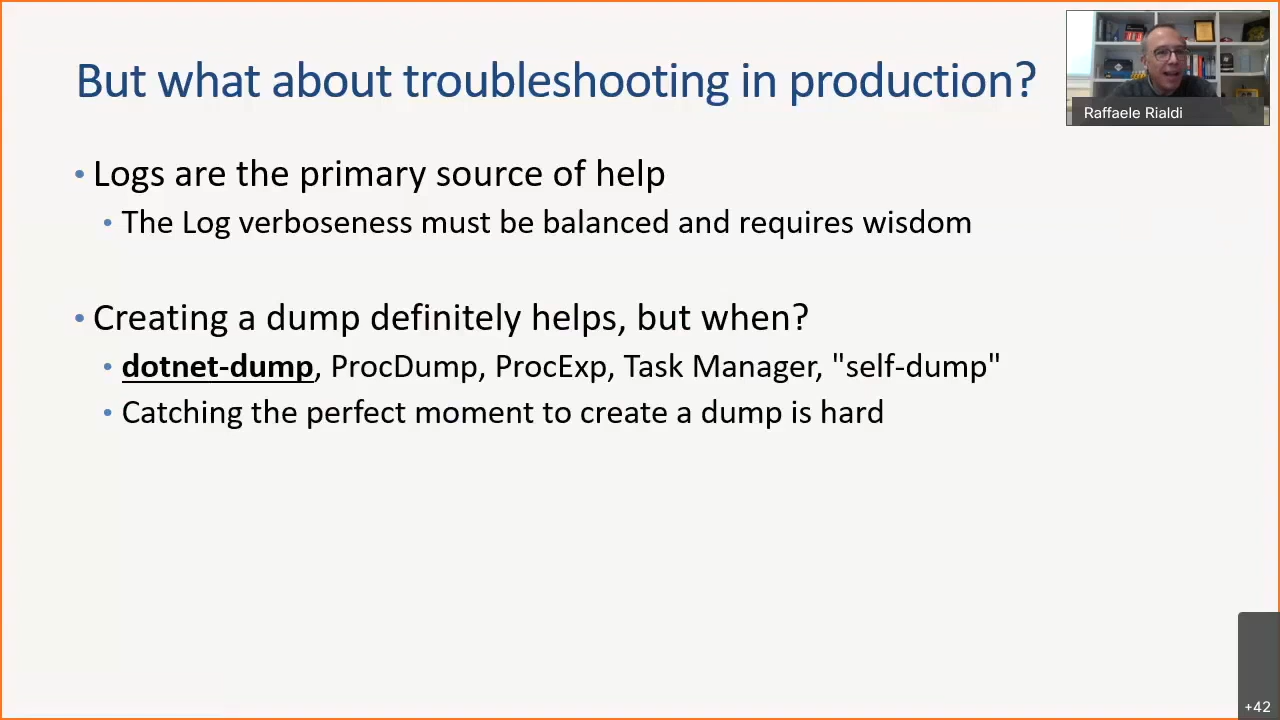 But what about troubleshooting in production?
Raffaele Rialdi
• Logs are the primary source of help
• The Log verboseness must be balanced and requires wisdom
• Creating a dump definitely helps, but when?
• dotnet-dump, ProcDump, ProcExp, Task Manager, "self-dump"
• Catching the perfect moment to create a dump is hard
+42